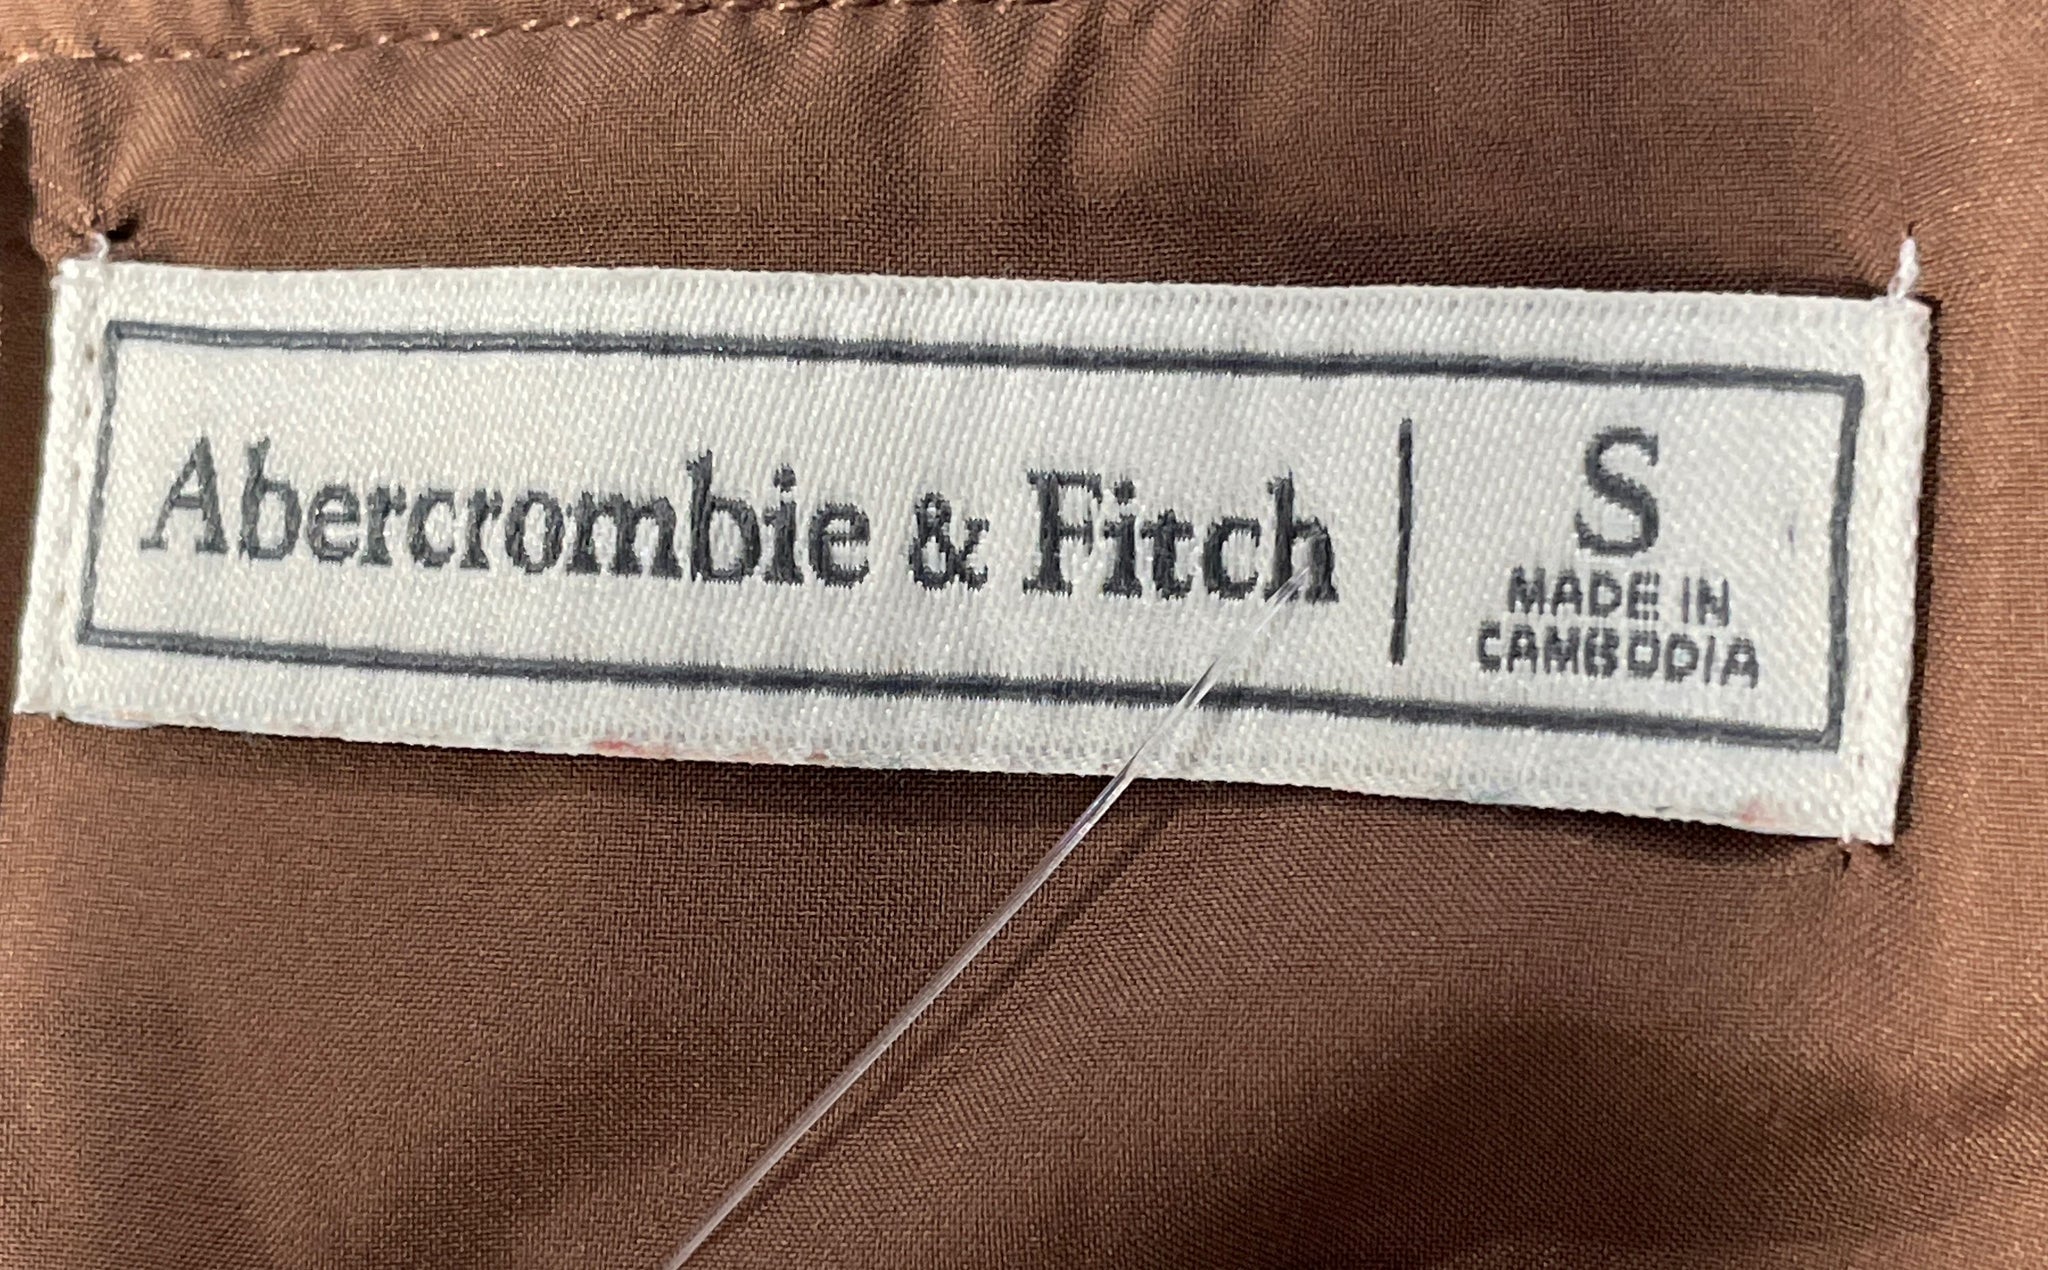 Abercrombie & Fitch
S
MADE IN
CAMBODIA